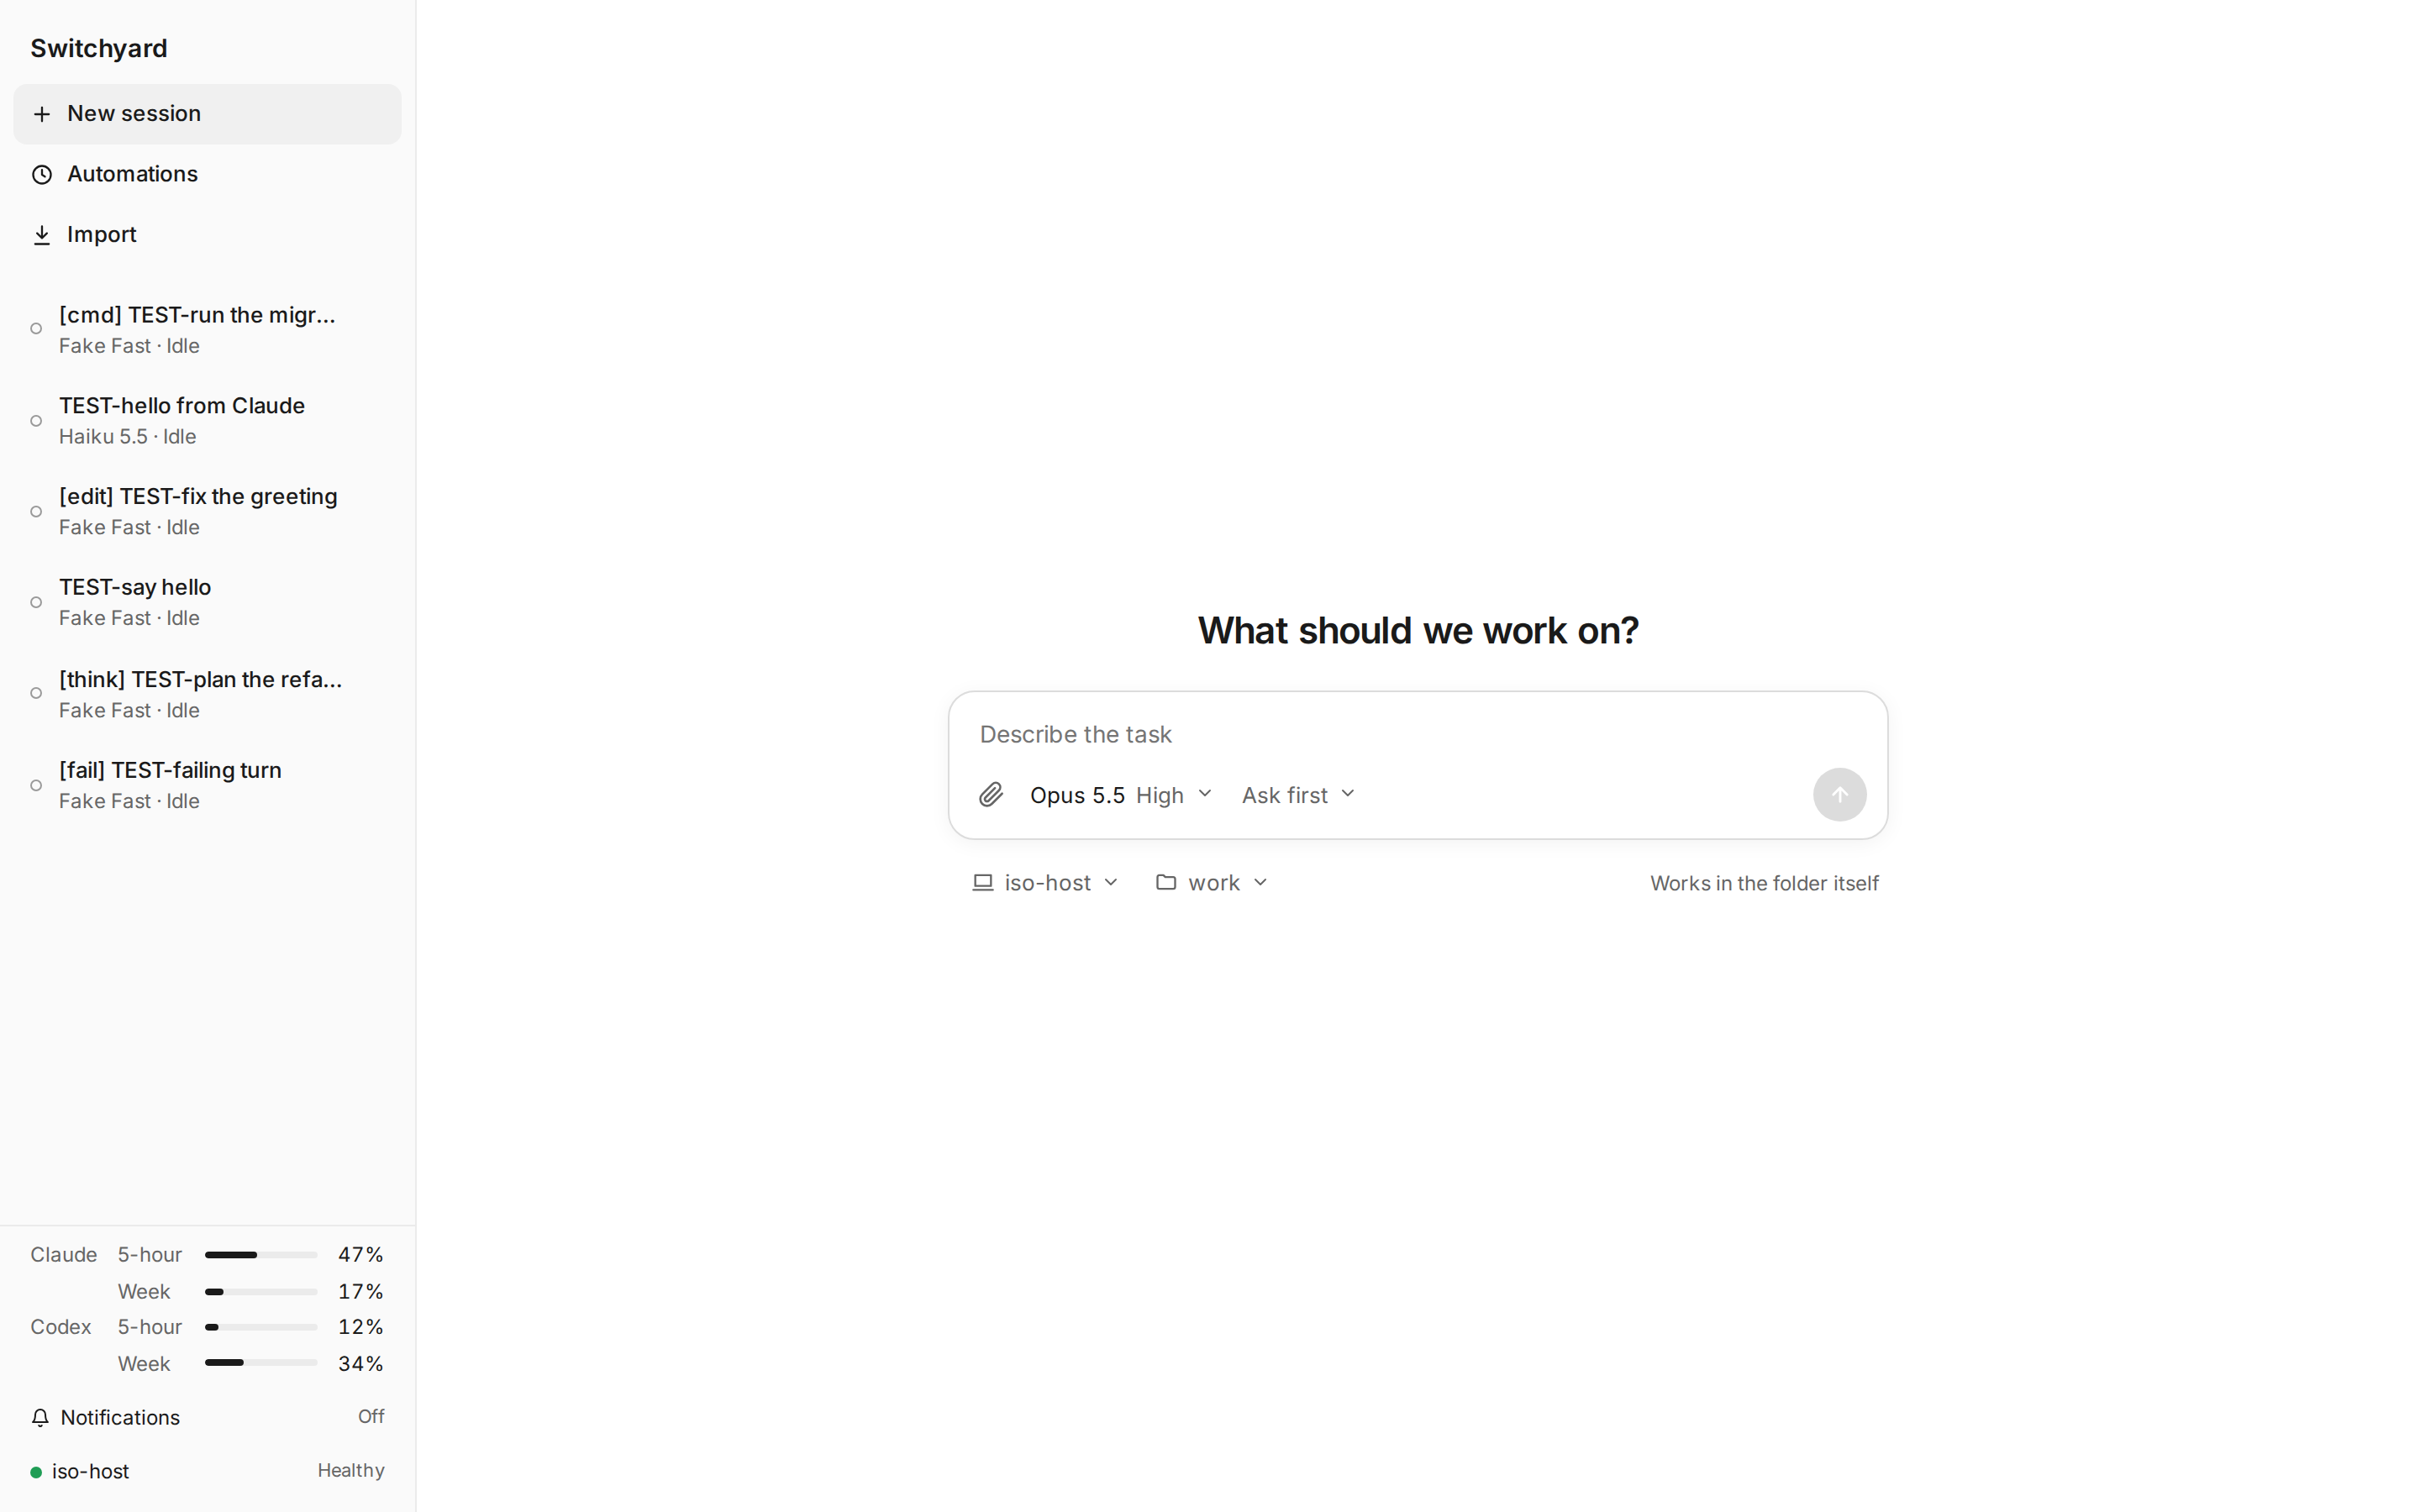 Switchyard
New session
Automations
Import
[cmd] TEST-run the migr...
Fake Fast · Idle
TEST-hello from Claude
Haiku 5.5 · Idle
[edit] TEST-fix the greeting
Fake Fast · Idle
TEST-say hello
Fake Fast · Idle
[think] TEST-plan the refa...
Fake Fast · Idle
[fail] TEST-failing turn
Fake Fast · Idle
Claude 5-hour 47%
Week 17%
Codex 5-hour 12%
Week 34%
Notifications Off
iso-host Healthy
What should we work on?
Describe the task
Opus 5.5 High Ask first
iso-host work Works in the folder itself